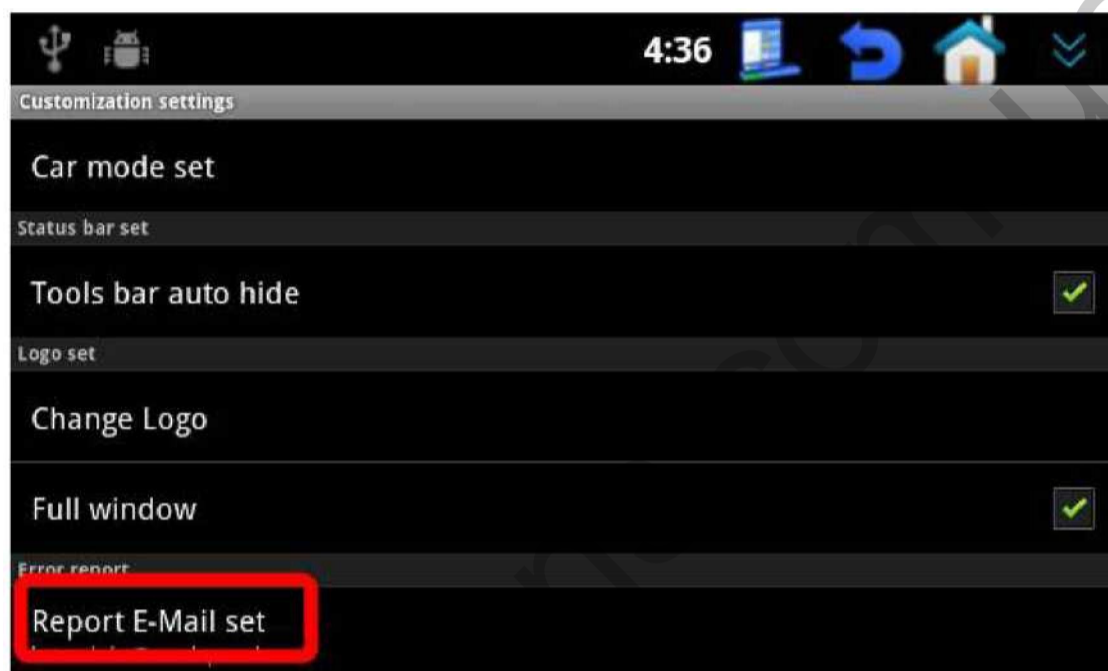 4:36
Customization settings
Car mode set
Status bar set
Tools bar auto hide
Logo set
Change Logo
Full window
Error report
Report E-Mail set